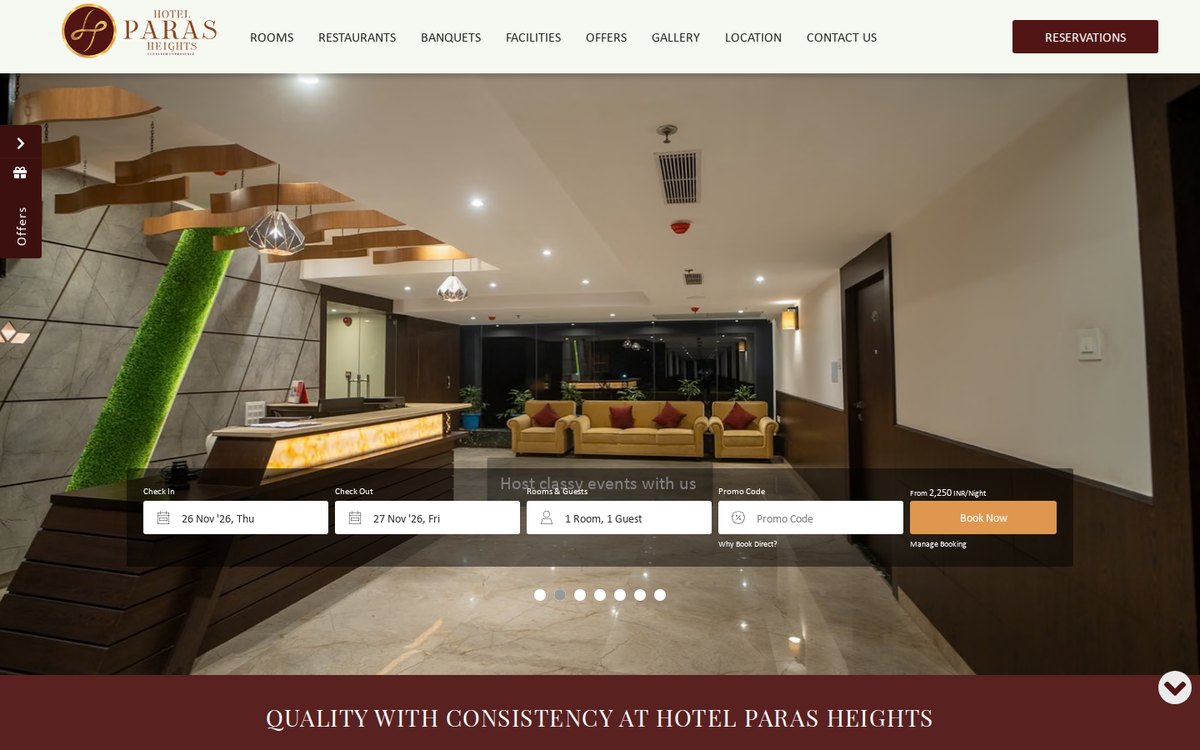 HOTEL
PARAS
HEIGHTS
ROOMS
RESTAURANTS
BANQUETS
FACILITIES
OFFERS
GALLERY
LOCATION
CONTACT US
RESERVATIONS
Offers
Host classy events with us
Check In
Check Out
Rooms & Guests
Promo Code
From 2,250 INR/Night
26 Nov '26, Thu
27 Nov '26, Fri
1 Room, 1 Guest
Promo Code
Book Now
Why Book Direct?
Manage Booking
QUALITY WITH CONSISTENCY AT HOTEL PARAS HEIGHTS